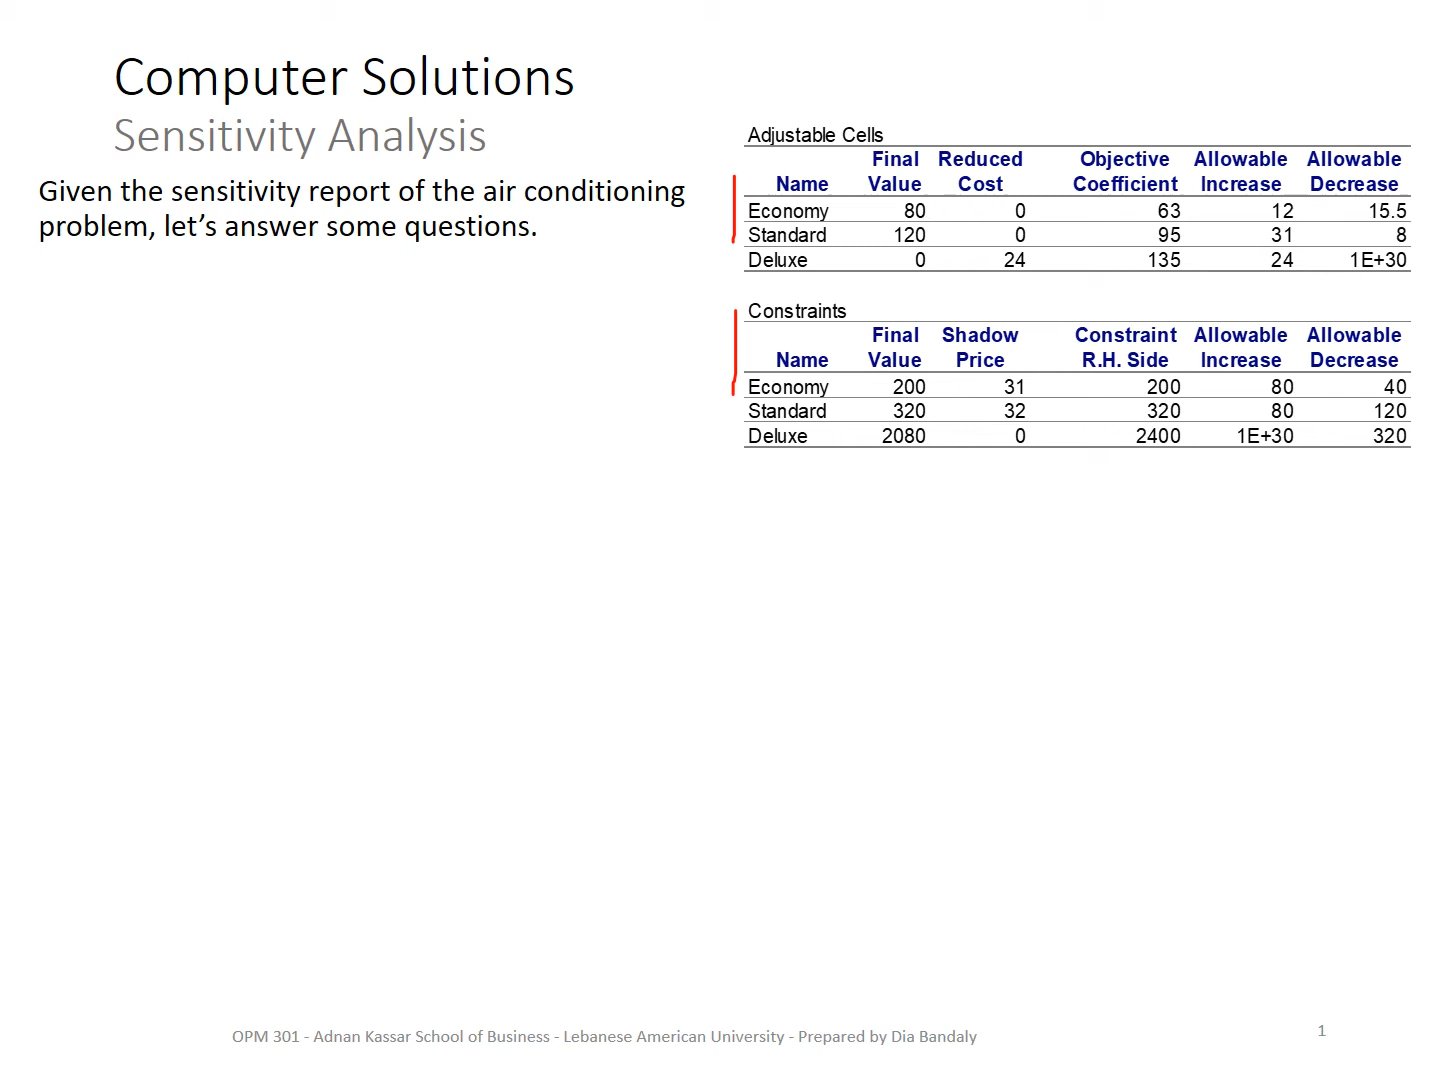 Computer Solutions
Sensitivity Analysis
Given the sensitivity report of the air conditioning
problem, let’s answer some questions.
Adjustable Cells
Final Reduced Objective Allowable Allowable
Name Value Cost Coefficient Increase Decrease
Economy 80 0 63 12 15.5
Standard 120 0 95 31 8
Deluxe 0 24 135 24 1E+30
Constraints
Final Shadow Constraint Allowable Allowable
Name Value Price R.H. Side Increase Decrease
Economy 200 31 200 80 40
Standard 320 32 320 80 120
Deluxe 2080 0 2400 1E+30 320
OPM 301 - Adnan Kassar School of Business - Lebanese American University - Prepared by Dia Bandaly
1